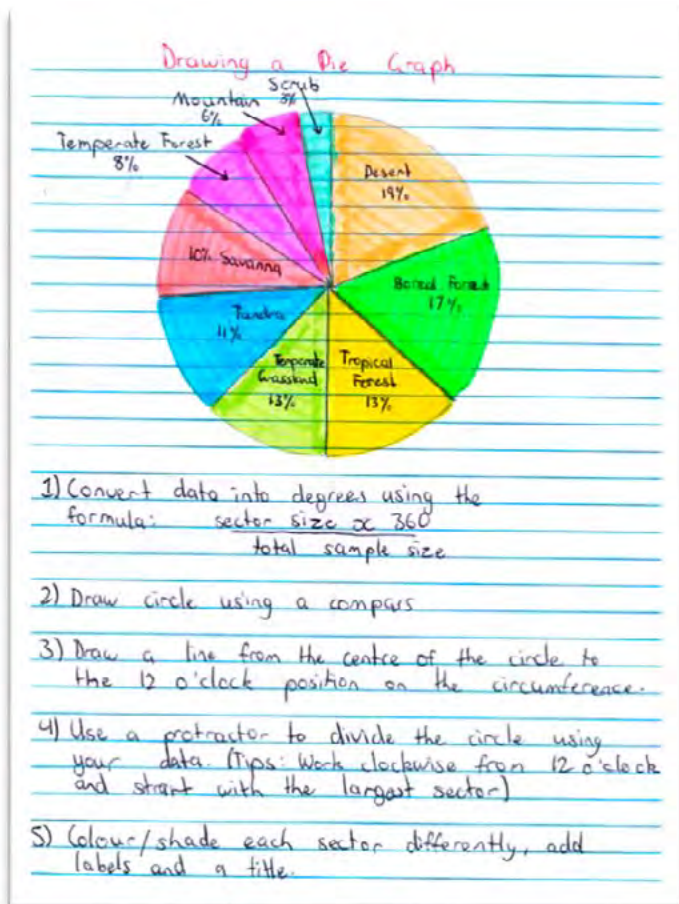 Drawing a Pie Graph
Scrub
3%
Mountain
6%
Temperate Forest
8%
Desert
19%
Boreal Forest
17%
10% Savanna
Tundra
11%
Temperate
Grassland
13%
Tropical
Forest
13%
1) Convert data into degrees using the
formula: sector size x 360
total sample size
2) Draw circle using a compass
3) Draw a line from the centre of the circle to
the 12 o'clock position on the circumference.
4) Use a protractor to divide the circle using
your data. (Tips: Work clockwise from 12 o'clock
and start with the largest sector)
5) Colour/shade each sector differently, add
labels and a title.